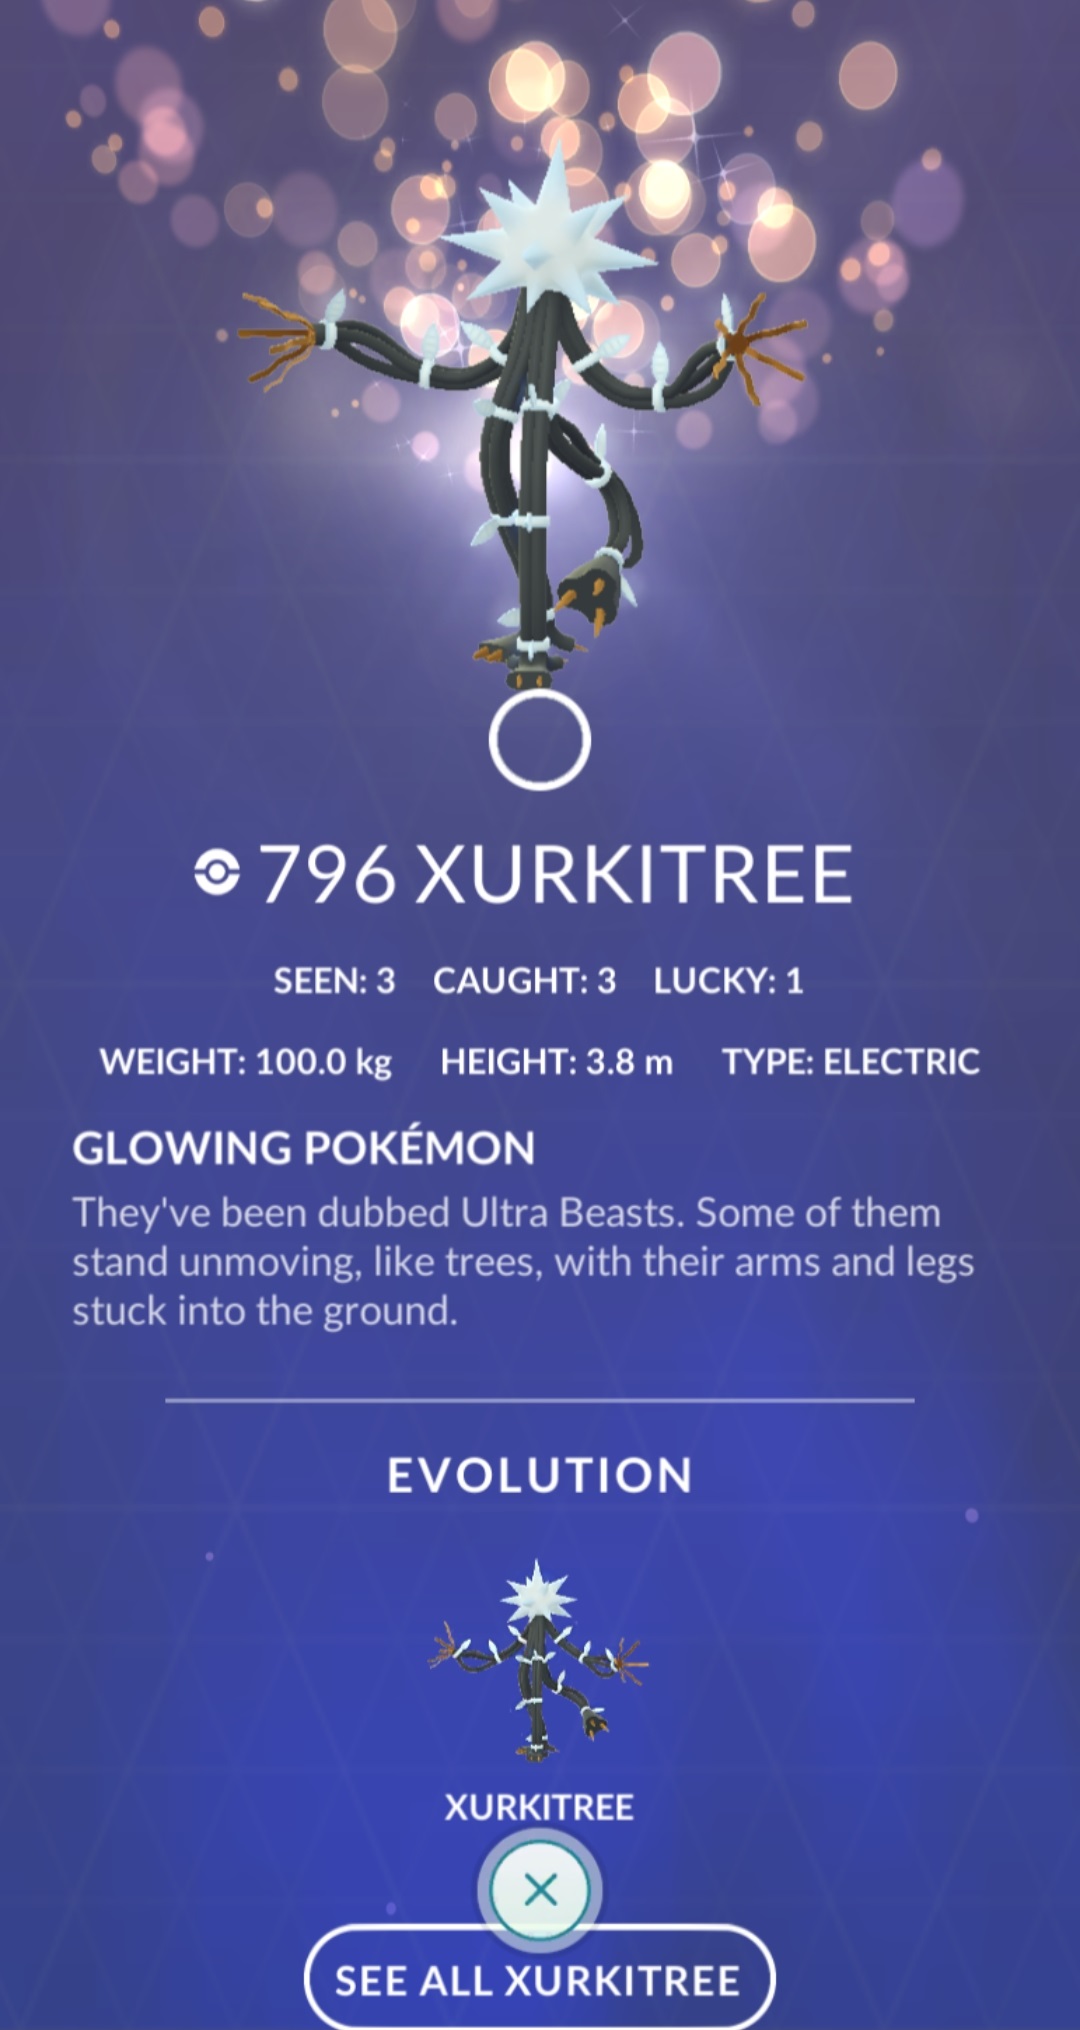 796 XURKITREE
SEEN: 3 CAUGHT: 3 LUCKY: 1
WEIGHT: 100.0 kg HEIGHT: 3.8 m TYPE: ELECTRIC
GLOWING POKÉMON
They've been dubbed Ultra Beasts. Some of them
stand unmoving, like trees, with their arms and legs
stuck into the ground.
EVOLUTION
XURKITREE
SEE ALL XURKITREE